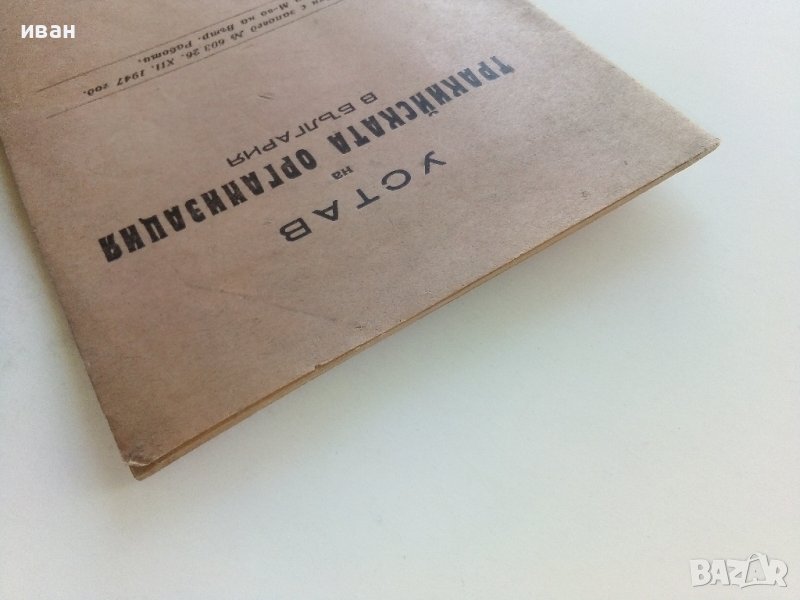 иван
УСТАВ
на
ТРАКИЙСКАТА ОРГАНИЗАЦИЯ
В БЪЛГАРИЯ
с заповед № 603 26. XII. 1947 год.
М-во на Вътр. Работи.
BAZAR